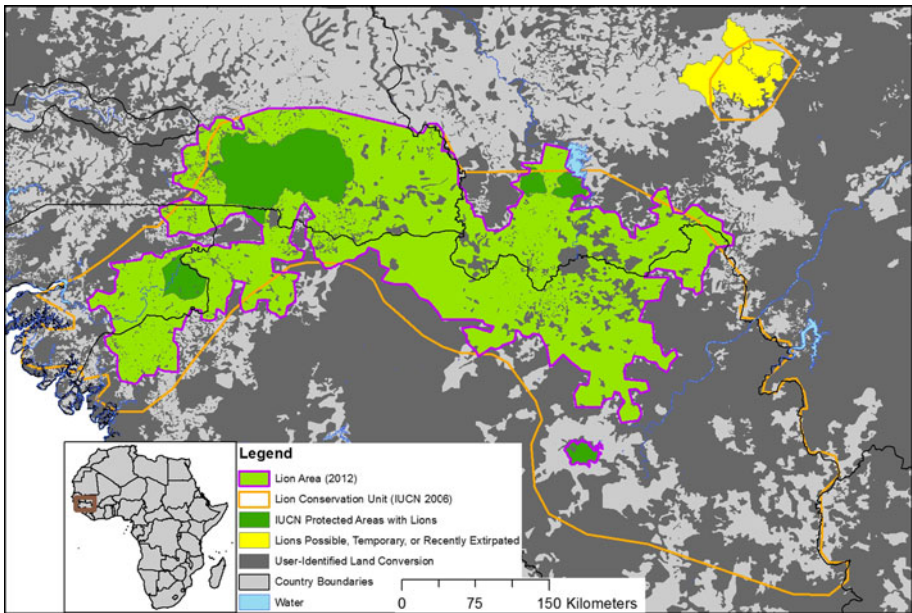 Legend
Lion Area (2012)
Lion Conservation Unit (IUCN 2006)
IUCN Protected Areas with Lions
Lions Possible, Temporary, or Recently Extirpated
User-Identified Land Conversion
Country Boundaries
Water
0 75 150 Kilometers